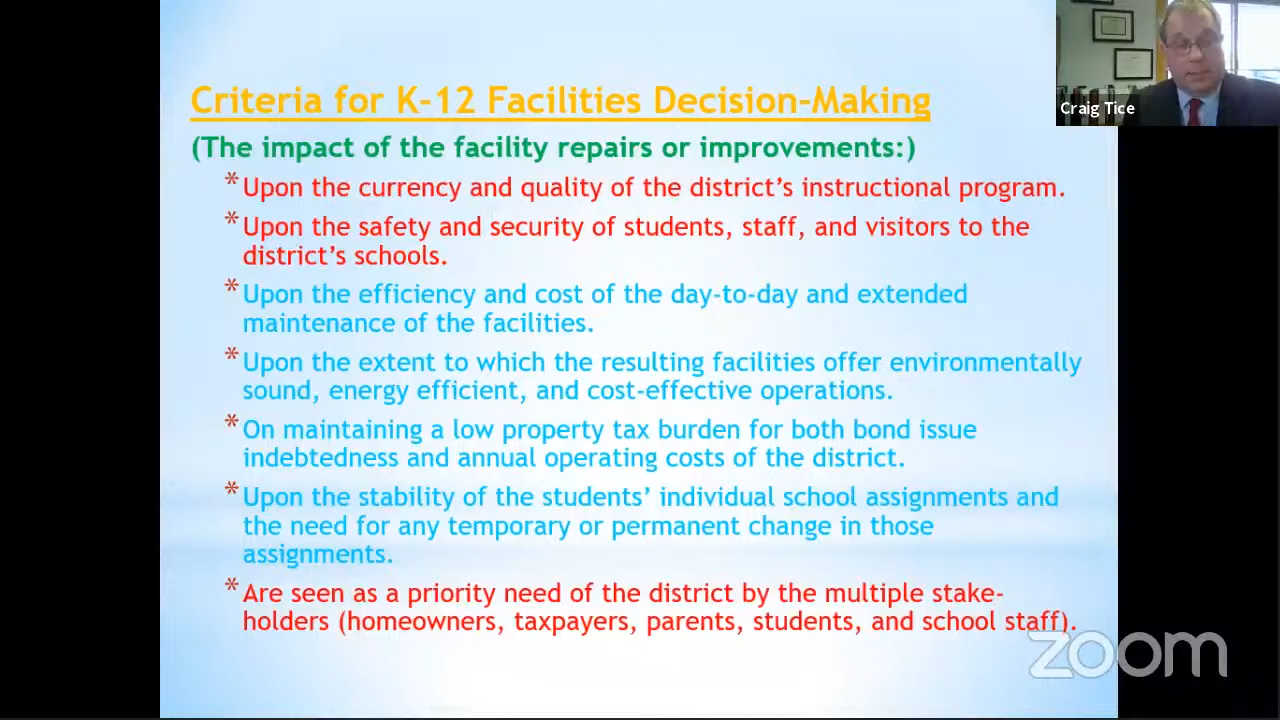 Criteria for K-12 Facilities Decision-Making
(The impact of the facility repairs or improvements:)
* Upon the currency and quality of the district's instructional program.
* Upon the safety and security of students, staff, and visitors to the
district's schools.
* Upon the efficiency and cost of the day-to-day and extended
maintenance of the facilities.
* Upon the extent to which the resulting facilities offer environmentally
sound, energy efficient, and cost-effective operations.
* On maintaining a low property tax burden for both bond issue
indebtedness and annual operating costs of the district.
* Upon the stability of the students' individual school assignments and
the need for any temporary or permanent change in those
assignments.
* Are seen as a priority need of the district by the multiple stake-
holders (homeowners, taxpayers, parents, students, and school staff).
Craig Tice
zoom